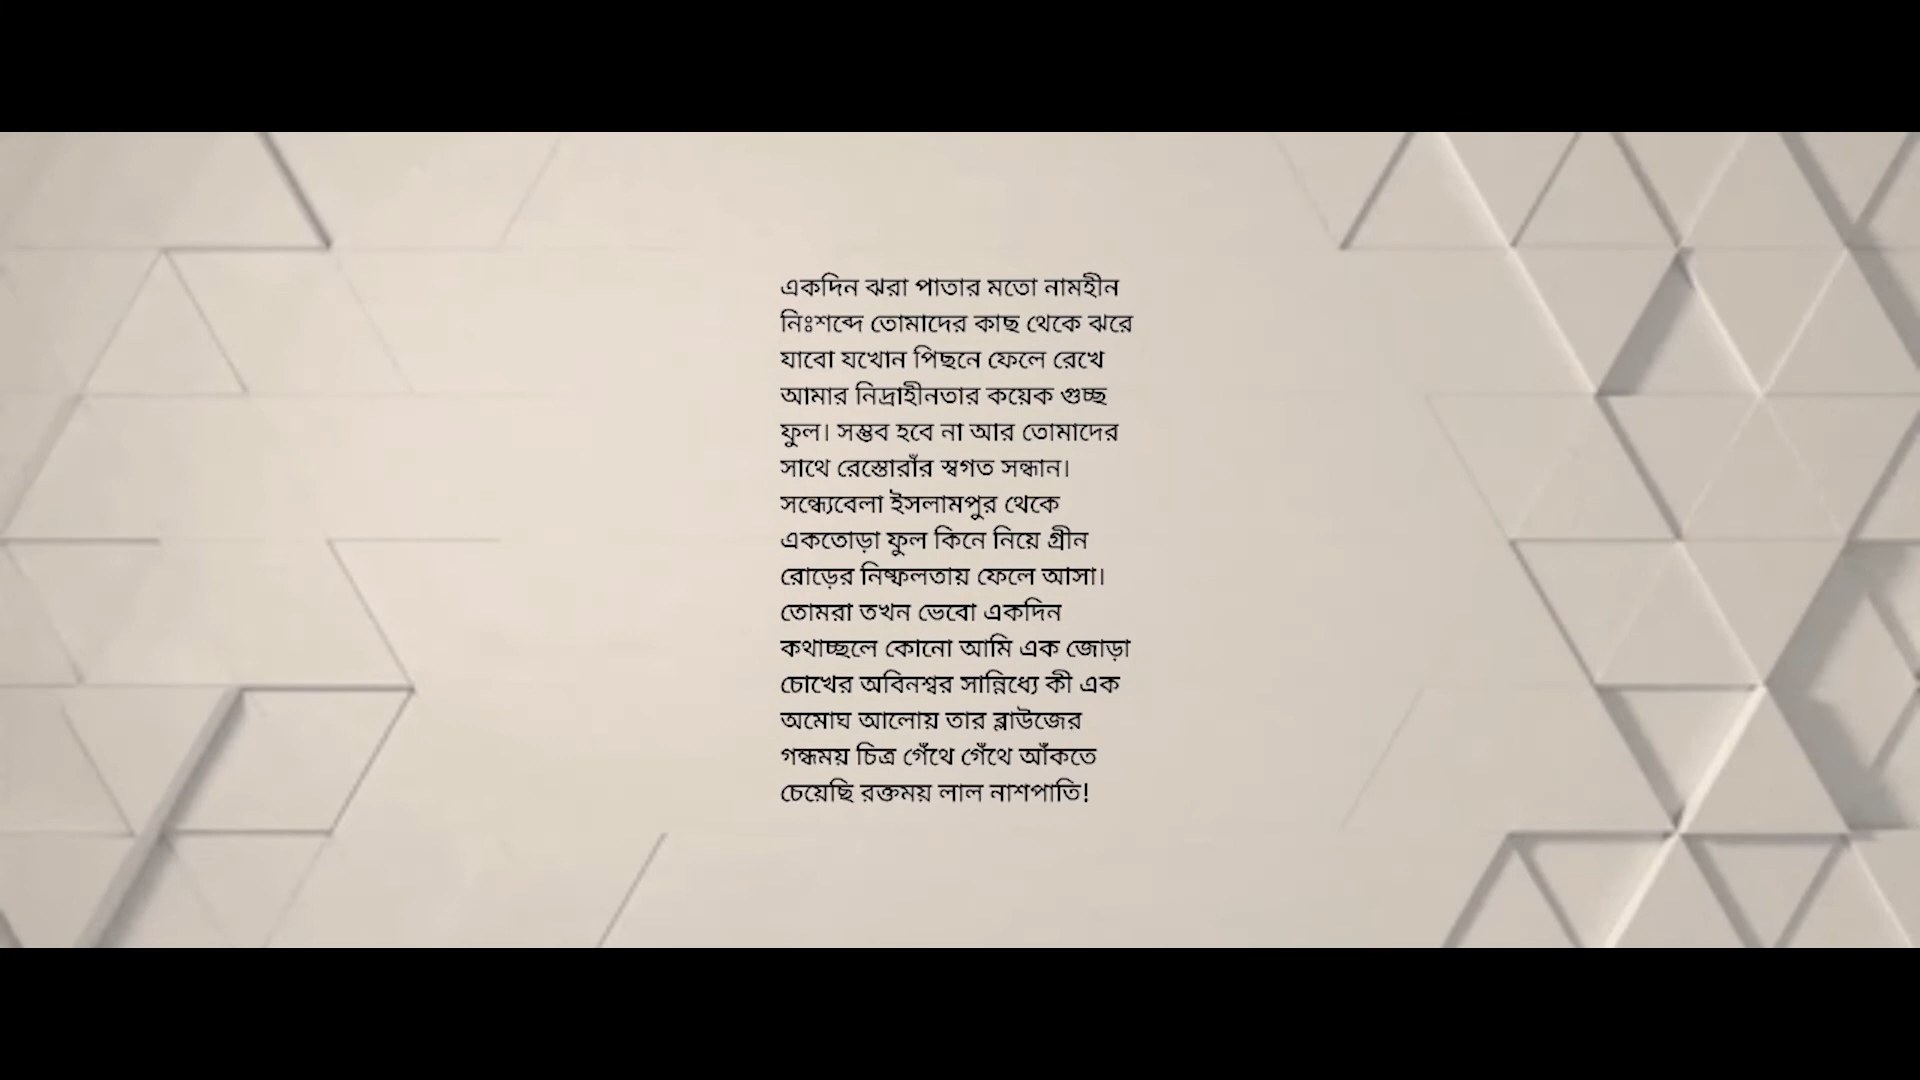 একদিন ঝরা পাতার মতো নামহীন
নিঃশব্দে তোমাদের কাছ থেকে ঝরে
যাবো যখোন পিছনে ফেলে রেখে
আমার নিদ্রাহীনতার কয়েক গুচ্ছ
ফুল। সম্ভব হবে না আর তোমাদের
সাথে রেস্তোরাঁর স্বগত সন্ধান।
সন্ধ্যেবেলা ইসলামপুর থেকে
একতোড়া ফুল কিনে নিয়ে গ্রীন
রোড়ের নিষ্ফলতায় ফেলে আসা।
তোমরা তখন ভেবো একদিন
কথাচ্ছলে কোনো আমি এক জোড়া
চোখের অবিনশ্বর সান্নিধ্যে কী এক
অমোঘ আলোয় তার ব্লাউজের
গন্ধময় চিত্র গেঁথে গেঁথে আঁকতে
চেয়েছি রক্তময় লাল নাশপাতি!